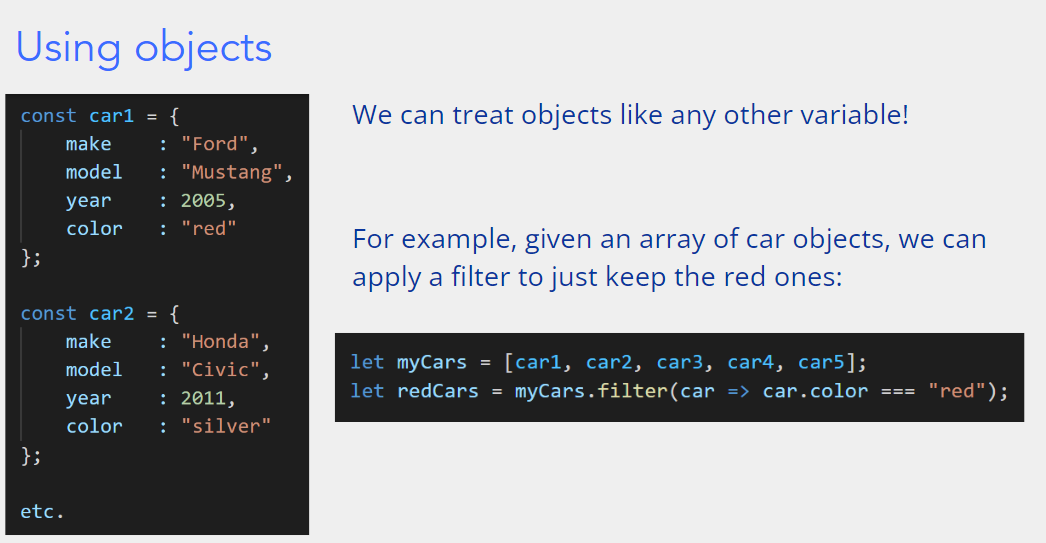 Using objects
const car1 = {
    make    : "Ford",
    model   : "Mustang",
    year    : 2005,
    color   : "red"
};
const car2 = {
    make    : "Honda",
    model   : "Civic",
    year    : 2011,
    color   : "silver"
};
etc.
We can treat objects like any other variable!
For example, given an array of car objects, we can
apply a filter to just keep the red ones:
let myCars = [car1, car2, car3, car4, car5];
let redCars = myCars.filter(car => car.color === "red");